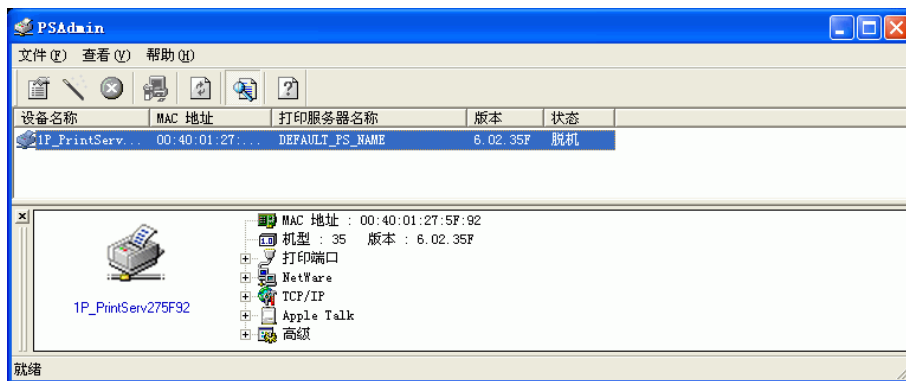 PSAdmin
文件(F) 查看(V) 帮助(H)
设备名称 MAC 地址 打印服务器名称 版本 状态
1P_PrintServ... 00:40:01:27:... DEFAULT_PS_NAME 6.02.35F 脱机
MAC 地址 : 00:40:01:27:5F:92
机型 : 35 版本 : 6.02.35F
打印端口
NetWare
TCP/IP
Apple Talk
高级
1P_PrintServ275F92
就绪